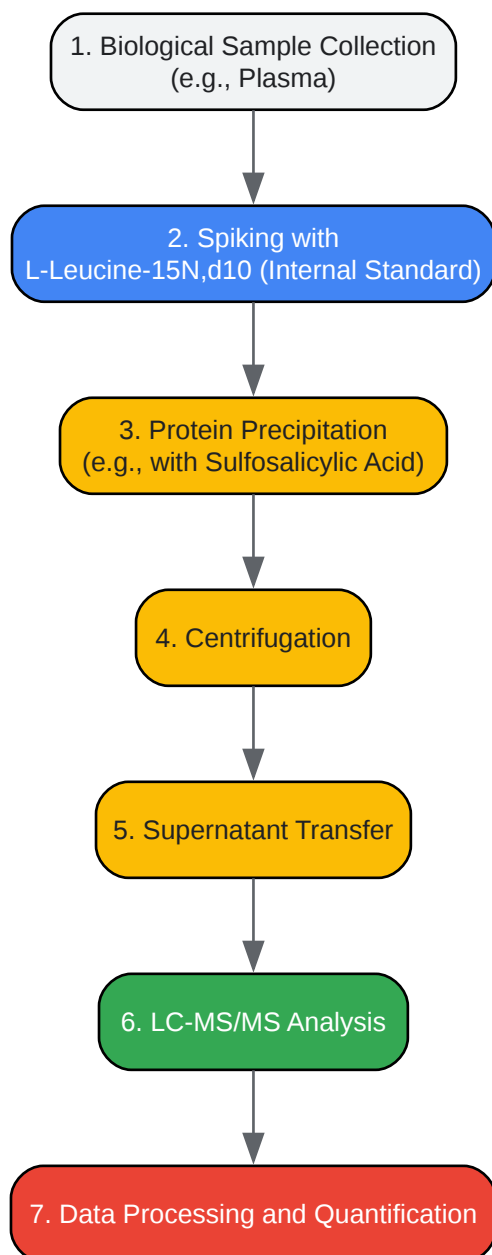 1. Biological Sample Collection
(e.g., Plasma)
2. Spiking with
L-Leucine-15N,d10 (Internal Standard)
3. Protein Precipitation
(e.g., with Sulfosalicylic Acid)
4. Centrifugation
5. Supernatant Transfer
6. LC-MS/MS Analysis
7. Data Processing and Quantification